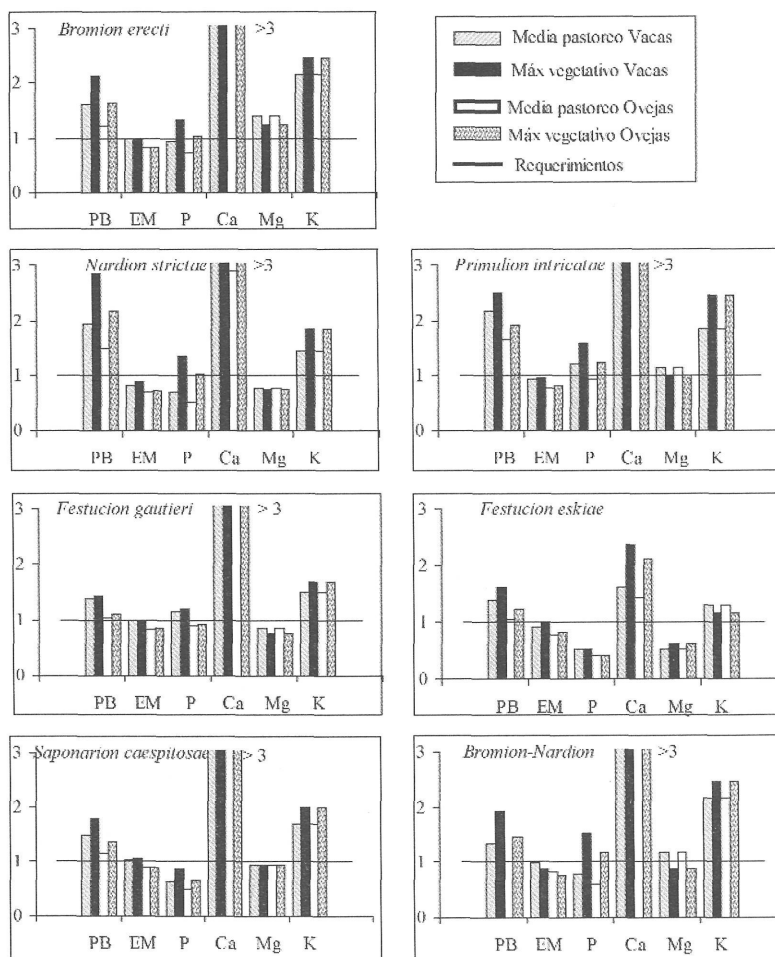 3
Bromion erecti
>3
2
1
0
PB EM P Ca Mg K
Media pastoreo Vacas
Máx vegetativo Vacas
Media pastoreo Ovejas
Máx vegetativo Ovejas
Requerimientos
3
Nardion strictae
>3
2
1
0
PB EM P Ca Mg K
3
Primulion intricatae
>3
2
1
0
PB EM P Ca Mg K
3
Festucion gautieri
> 3
2
1
0
PB EM P Ca Mg K
3
Festucion eskiae
2
1
0
PB EM P Ca Mg K
3
Saponarion caespitosae
> 3
2
1
0
PB EM P Ca Mg K
3
Bromion-Nardion
>3
2
1
0
PB EM P Ca Mg K